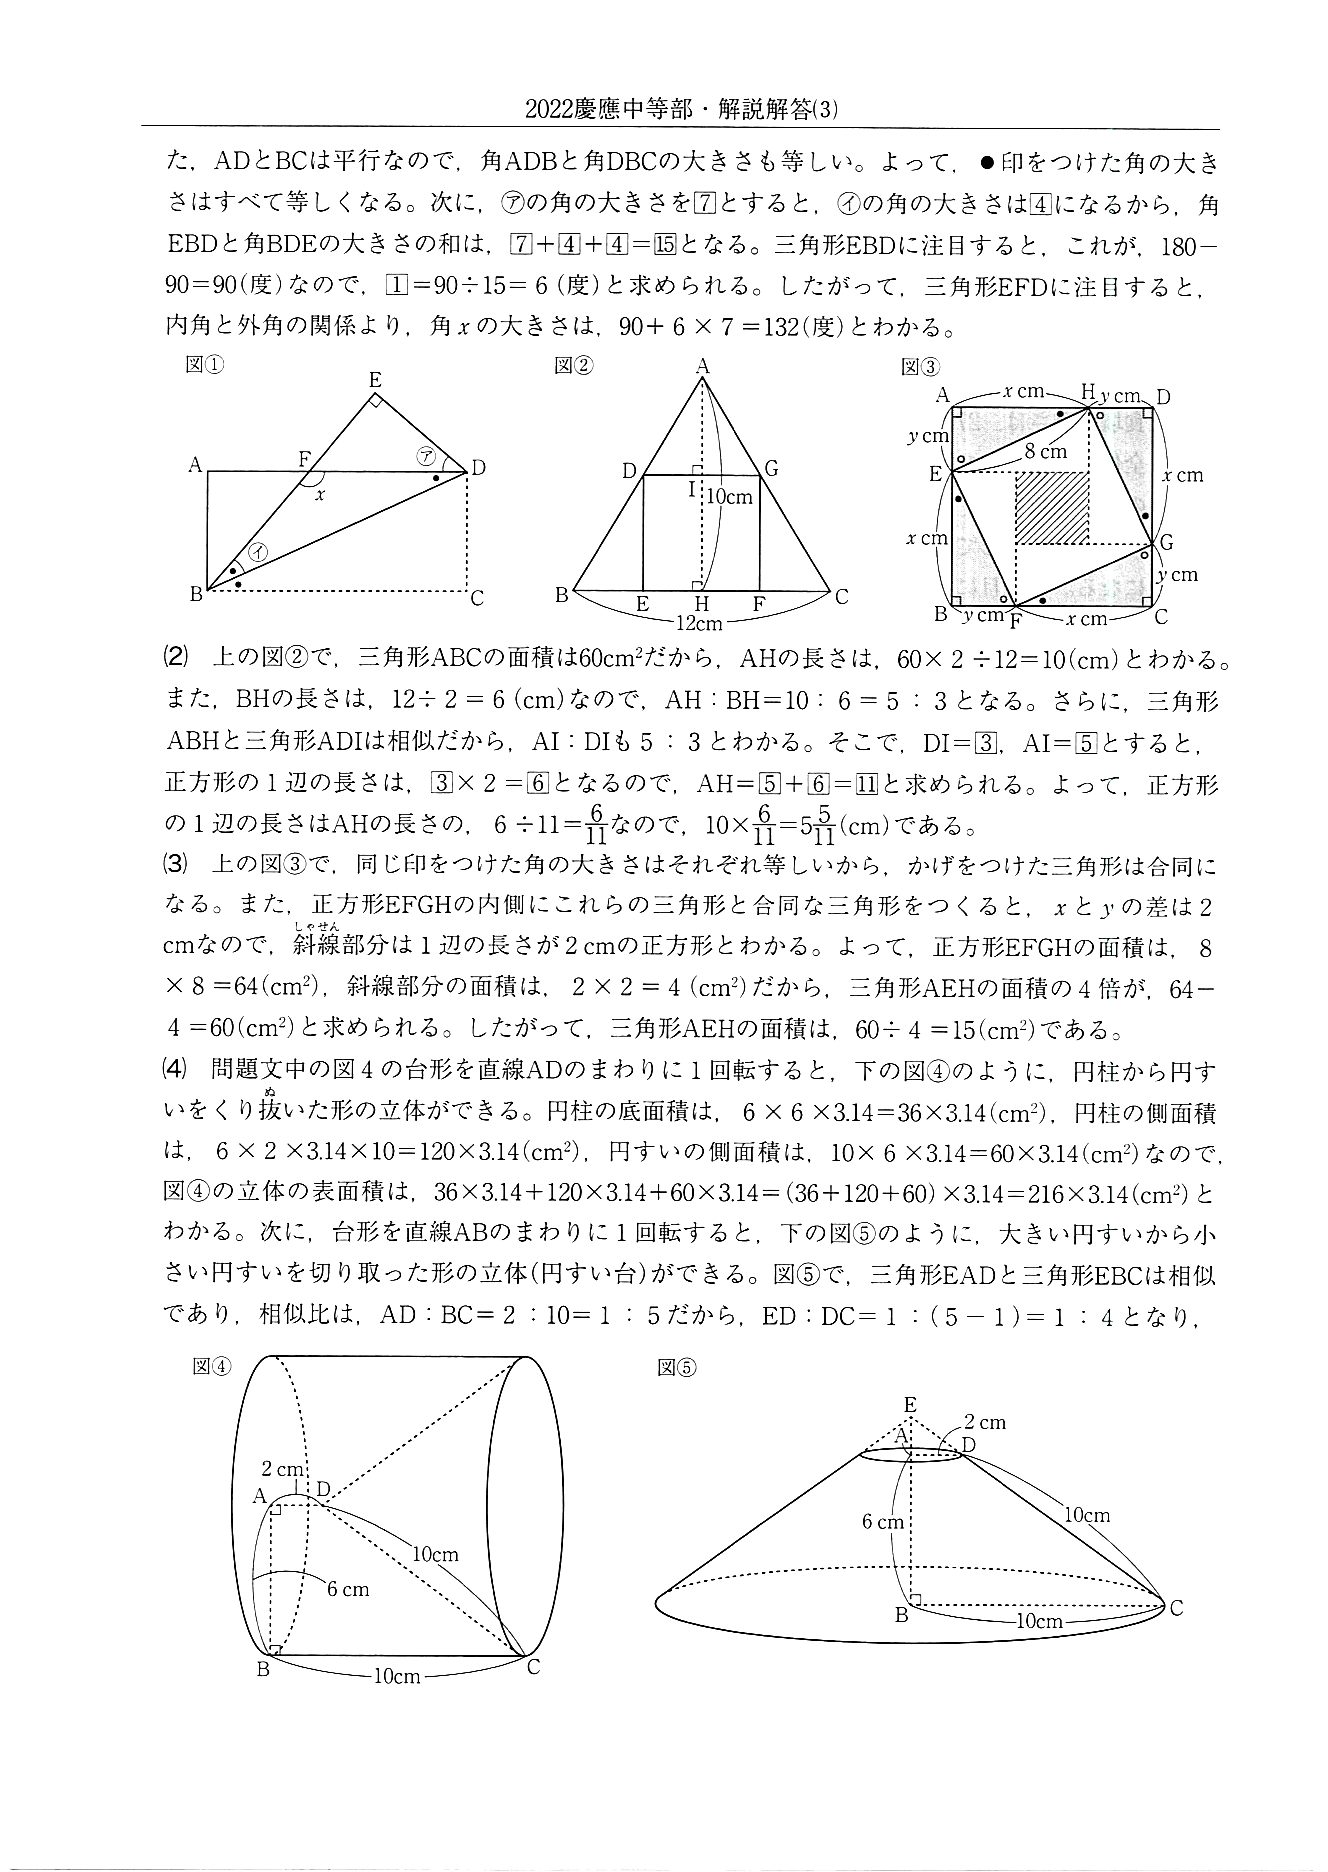 2022慶應中等部・解説解答(3)
た，ADとBCは平行なので，角ADBと角DBCの大きさも等しい。よって，●印をつけた角の大き
さはすべて等しくなる。次に，㋐の角の大きさを[7]とすると，㋑の角の大きさは[4]になるから，角
EBDと角BDEの大きさの和は，[7]+[4]+[4]=[15]となる。三角形EBDに注目すると，これが，180−
90=90(度)なので，[1]=90÷15=6(度)と求められる。したがって，三角形EFDに注目すると，
内角と外角の関係より，角xの大きさは，90+6×7=132(度)とわかる。
図①
E
A
F
㋐
D
x
㋑
B
C
図②
A
D
G
I
10cm
B
E
H
F
C
12cm
図③
A
x cm
H
y cm
D
y cm
8 cm
E
x cm
x cm
G
y cm
B
y cm
F
x cm
C
(2)　上の図②で，三角形ABCの面積は60cm²だから，AHの長さは，60×2÷12=10(cm)とわかる。
また，BHの長さは，12÷2=6(cm)なので，AH：BH=10：6=5：3となる。さらに，三角形
ABHと三角形ADIは相似だから，AI：DIも5：3とわかる。そこで，DI=[3]，AI=[5]とすると，
正方形の1辺の長さは，[3]×2=[6]となるので，AH=[5]+[6]=[11]と求められる。よって，正方形
の1辺の長さはAHの長さの，6÷11=6/11なので，10×6/11=5 5/11(cm)である。
(3)　上の図③で，同じ印をつけた角の大きさはそれぞれ等しいから，かげをつけた三角形は合同に
なる。また，正方形EFGHの内側にこれらの三角形と合同な三角形をつくると，xとyの差は2
しゃせん
cmなので，斜線部分は1辺の長さが2cmの正方形とわかる。よって，正方形EFGHの面積は，8
×8=64(cm²)，斜線部分の面積は，2×2=4(cm²)だから，三角形AEHの面積の4倍が，64−
4=60(cm²)と求められる。したがって，三角形AEHの面積は，60÷4=15(cm²)である。
(4)　問題文中の図4の台形を直線ADのまわりに1回転すると，下の図④のように，円柱から円す
ぬ
いをくり抜いた形の立体ができる。円柱の底面積は，6×6×3.14=36×3.14(cm²)，円柱の側面積
は，6×2×3.14×10=120×3.14(cm²)，円すいの側面積は，10×6×3.14=60×3.14(cm²)なので，
図④の立体の表面積は，36×3.14+120×3.14+60×3.14=(36+120+60)×3.14=216×3.14(cm²)と
わかる。次に，台形を直線ABのまわりに1回転すると，下の図⑤のように，大きい円すいから小
さい円すいを切り取った形の立体(円すい台)ができる。図⑤で，三角形EADと三角形EBCは相似
であり，相似比は，AD：BC=2：10=1：5だから，ED：DC=1：(5−1)=1：4となり，
図④
2 cm
A
D
10cm
6 cm
B
10cm
C
図⑤
E
A
2 cm
D
6 cm
10cm
B
10cm
C